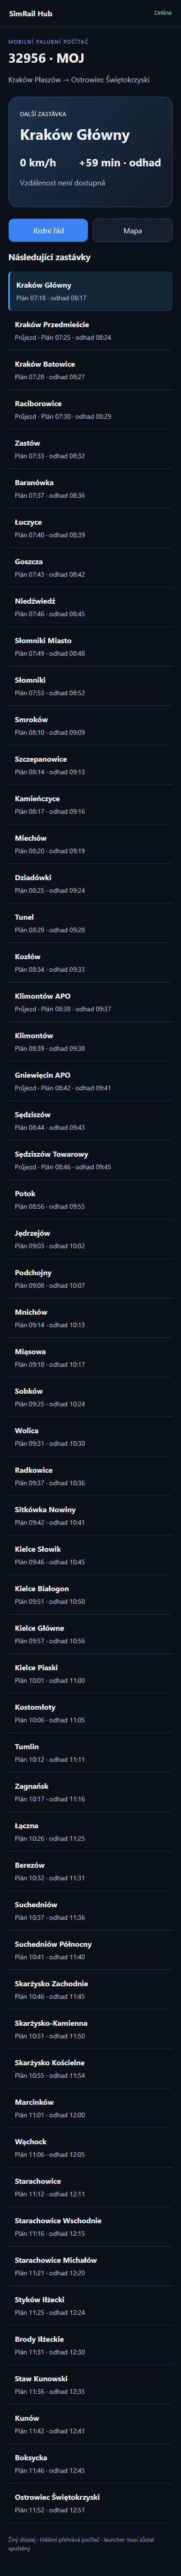 SimRail Hub
Online
MOBILNÍ PALUBNÍ POČÍTAČ
32956 · MOJ
Kraków Płaszów → Ostrowiec Świętokrzyski
DALŠÍ ZASTÁVKA
Kraków Główny
0 km/h +59 min · odhad
Vzdálenost není dostupná
Jízdní řád
Mapa
Následující zastávky
Kraków Główny
Plán 07:18 · odhad 08:17
Kraków Przedmieście
Průjezd · Plán 07:25 · odhad 08:24
Kraków Batowice
Plán 07:28 · odhad 08:27
Raciborowice
Průjezd · Plán 07:30 · odhad 08:29
Zastów
Plán 07:33 · odhad 08:32
Baranówka
Plán 07:37 · odhad 08:36
Łuczyce
Plán 07:40 · odhad 08:39
Goszcza
Plán 07:43 · odhad 08:42
Niedźwiedź
Plán 07:46 · odhad 08:45
Słomniki Miasto
Plán 07:49 · odhad 08:48
Słomniki
Plán 07:53 · odhad 08:52
Smroków
Plán 08:10 · odhad 09:09
Szczepanowice
Plán 08:14 · odhad 09:13
Kamieńczyce
Plán 08:17 · odhad 09:16
Miechów
Plán 08:20 · odhad 09:19
Dziadówki
Plán 08:25 · odhad 09:24
Tunel
Plán 08:29 · odhad 09:28
Kozłów
Plán 08:34 · odhad 09:33
Klimontów APO
Průjezd · Plán 08:38 · odhad 09:37
Klimontów
Plán 08:39 · odhad 09:38
Gniewięcin APO
Průjezd · Plán 08:42 · odhad 09:41
Sędziszów
Plán 08:44 · odhad 09:43
Sędziszów Towarowy
Průjezd · Plán 08:46 · odhad 09:45
Potok
Plán 08:56 · odhad 09:55
Jędrzejów
Plán 09:03 · odhad 10:02
Podchojny
Plán 09:08 · odhad 10:07
Mnichów
Plán 09:14 · odhad 10:13
Miąsowa
Plán 09:18 · odhad 10:17
Sobków
Plán 09:25 · odhad 10:24
Wolica
Plán 09:31 · odhad 10:30
Radkowice
Plán 09:37 · odhad 10:36
Sitkówka Nowiny
Plán 09:42 · odhad 10:41
Kielce Słowik
Plán 09:46 · odhad 10:45
Kielce Białogon
Plán 09:51 · odhad 10:50
Kielce Główne
Plán 09:57 · odhad 10:56
Kielce Piaski
Plán 10:01 · odhad 11:00
Kostomłoty
Plán 10:06 · odhad 11:05
Tumlin
Plán 10:12 · odhad 11:11
Zagnańsk
Plán 10:17 · odhad 11:16
Łączna
Plán 10:26 · odhad 11:25
Berezów
Plán 10:32 · odhad 11:31
Suchedniów
Plán 10:37 · odhad 11:36
Suchedniów Północny
Plán 10:41 · odhad 11:40
Skarżysko Zachodnie
Plán 10:46 · odhad 11:45
Skarżysko-Kamienna
Plán 10:51 · odhad 11:50
Skarżysko Kościelne
Plán 10:55 · odhad 11:54
Marcinków
Plán 11:01 · odhad 12:00
Wąchock
Plán 11:06 · odhad 12:05
Starachowice
Plán 11:12 · odhad 12:11
Starachowice Wschodnie
Plán 11:16 · odhad 12:15
Starachowice Michałów
Plán 11:21 · odhad 12:20
Styków Iłżecki
Plán 11:25 · odhad 12:24
Brody Iłżeckie
Plán 11:31 · odhad 12:30
Staw Kunowski
Plán 11:36 · odhad 12:35
Kunów
Plán 11:42 · odhad 12:41
Boksycka
Plán 11:46 · odhad 12:45
Ostrowiec Świętokrzyski
Plán 11:52 · odhad 12:51
Živý displej · hlášení přehrává počítač · launcher musí zůstat
spuštěný